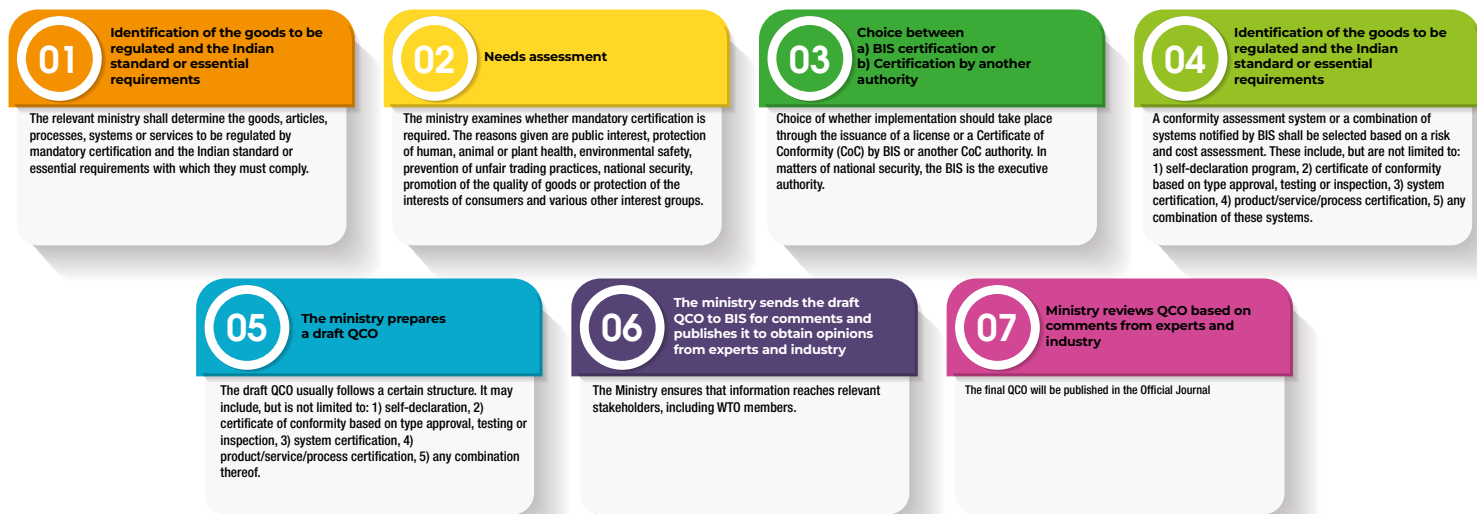 01
Identification of the goods to be
regulated and the Indian
standard or essential
requirements
The relevant ministry shall determine the goods, articles,
processes, systems or services to be regulated by
mandatory certification and the Indian standard or
essential requirements with which they must comply.
02
Needs assessment
The ministry examines whether mandatory certification is
required. The reasons given are public interest, protection
of human, animal or plant health, environmental safety,
prevention of unfair trading practices, national security,
promotion of the quality of goods or protection of the
interests of consumers and various other interest groups.
03
Choice between
a) BIS certification or
b) Certification by another
authority
Choice of whether implementation should take place
through the issuance of a license or a Certificate of
Conformity (CoC) by BIS or another CoC authority. In
matters of national security, the BIS is the executive
authority.
04
Identification of the goods to be
regulated and the Indian
standard or essential
requirements
A conformity assessment system or a combination of
systems notified by BIS shall be selected based on a risk
and cost assessment. These include, but are not limited to:
1) self-declaration program, 2) certificate of conformity
based on type approval, testing or inspection, 3) system
certification, 4) product/service/process certification, 5) any
combination of these systems.
05
The ministry prepares
a draft QCO
The draft QCO usually follows a certain structure. It may
include, but is not limited to: 1) self-declaration, 2)
certificate of conformity based on type approval, testing or
inspection, 3) system certification, 4)
product/service/process certification, 5) any combination
thereof.
06
The ministry sends the draft
QCO to BIS for comments and
publishes it to obtain opinions
from experts and industry
The Ministry ensures that information reaches relevant
stakeholders, including WTO members.
07
Ministry reviews QCO based on
comments from experts and
industry
The final QCO will be published in the Official Journal